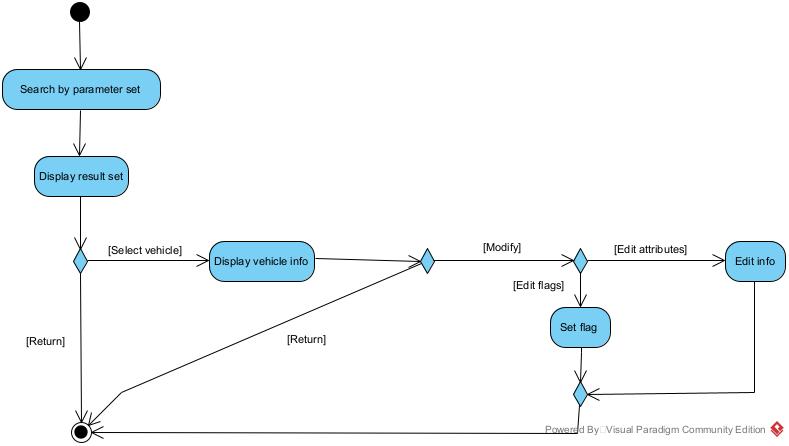 Search by parameter set
Display result set
[Select vehicle]
Display vehicle info
[Modify]
[Edit attributes]
Edit info
[Edit flags]
Set flag
[Return]
[Return]
Powered By Visual Paradigm Community Edition